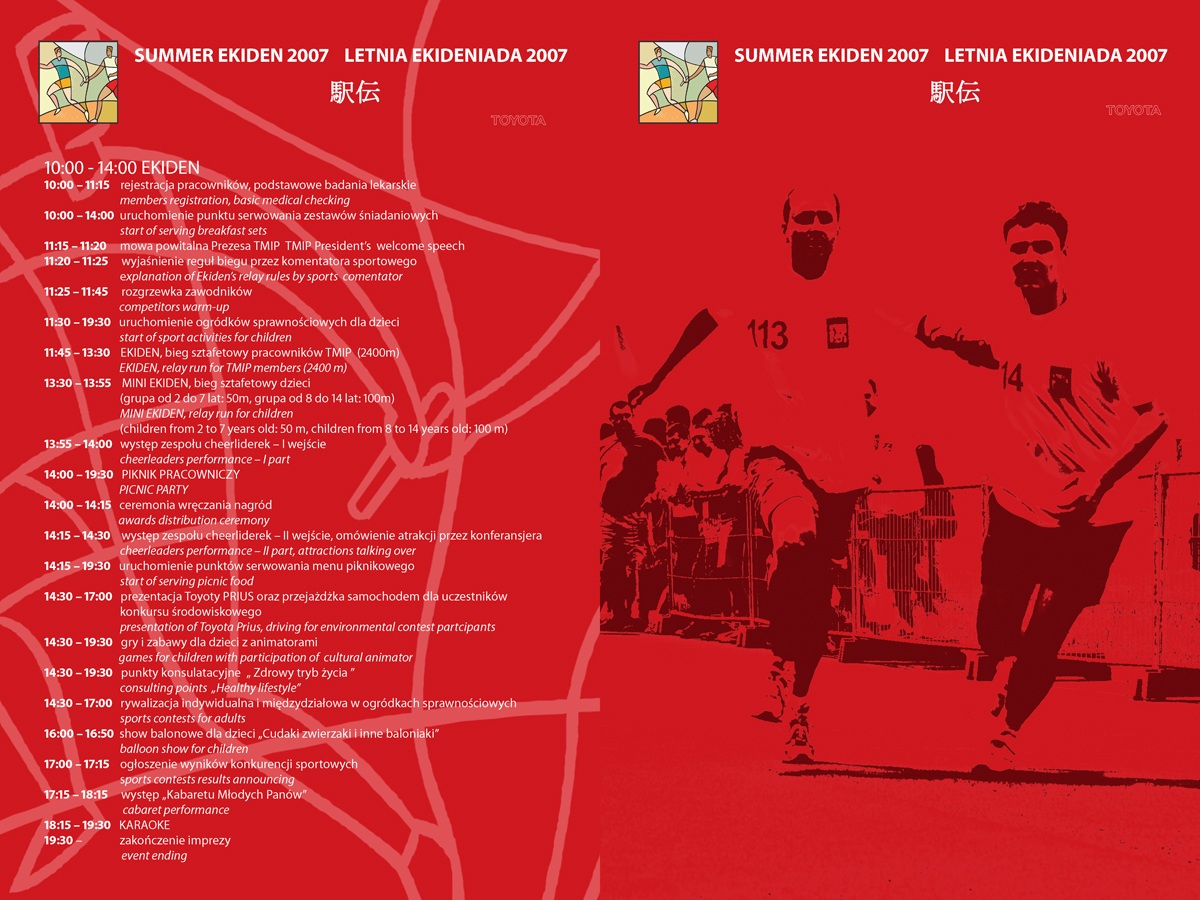 SUMMER EKIDEN 2007 LETNIA EKIDENIADA 2007
駅伝
TOYOTA
10:00 - 14:00 EKIDEN
10:00 – 11:15 rejestracja pracowników, podstawowe badania lekarskie
members registration, basic medical checking
10:00 – 14:00 uruchomienie punktu serwowania zestawów śniadaniowych
start of serving breakfast sets
11:15 – 11:20 mowa powitalna Prezesa TMIP TMIP President's welcome speech
11:20 – 11:25 wyjaśnienie reguł biegu przez komentatora sportowego
explanation of Ekiden's relay rules by sports comentator
11:25 – 11:45 rozgrzewka zawodników
competitors warm-up
11:30 – 19:30 uruchomienie ogródków sprawnościowych dla dzieci
start of sport activities for children
11:45 – 13:30 EKIDEN, bieg sztafetowy pracowników TMIP (2400m)
EKIDEN, relay run for TMIP members (2400 m)
13:30 – 13:55 MINI EKIDEN, bieg sztafetowy dzieci
(grupa od 2 do 7 lat: 50m, grupa od 8 do 14 lat: 100m)
MINI EKIDEN, relay run for children
(children from 2 to 7 years old: 50 m, children from 8 to 14 years old: 100 m)
13:55 – 14:00 występ zespołu cheerliderek – I wejście
cheerleaders performance – I part
14:00 – 19:30 PIKNIK PRACOWNICZY
PICNIC PARTY
14:00 – 14:15 ceremonia wręczania nagród
awards distribution ceremony
14:15 – 14:30 występ zespołu cheerliderek – II wejście, omówienie atrakcji przez konferansjera
cheerleaders performance – II part, attractions talking over
14:15 – 19:30 uruchomienie punktów serwowania menu piknikowego
start of serving picnic food
14:30 – 17:00 prezentacja Toyoty PRIUS oraz przejażdżka samochodem dla uczestników
konkursu środowiskowego
presentation of Toyota Prius, driving for environmental contest partcipants
14:30 – 19:30 gry i zabawy dla dzieci z animatorami
games for children with participation of cultural animator
14:30 – 19:30 punkty konsulatacyjne „ Zdrowy tryb życia ”
consulting points „Healthy lifestyle”
14:30 – 17:00 rywalizacja indywidualna i międzydziałowa w ogródkach sprawnościowych
sports contests for adults
16:00 – 16:50 show balonowe dla dzieci „Cudaki zwierzaki i inne baloniaki”
balloon show for children
17:00 – 17:15 ogłoszenie wyników konkurencji sportowych
sports contests results announcing
17:15 – 18:15 występ „Kabaretu Młodych Panów”
cabaret performance
18:15 – 19:30 KARAOKE
19:30 – zakończenie imprezy
event ending
SUMMER EKIDEN 2007 LETNIA EKIDENIADA 2007
駅伝
TOYOTA
113
14